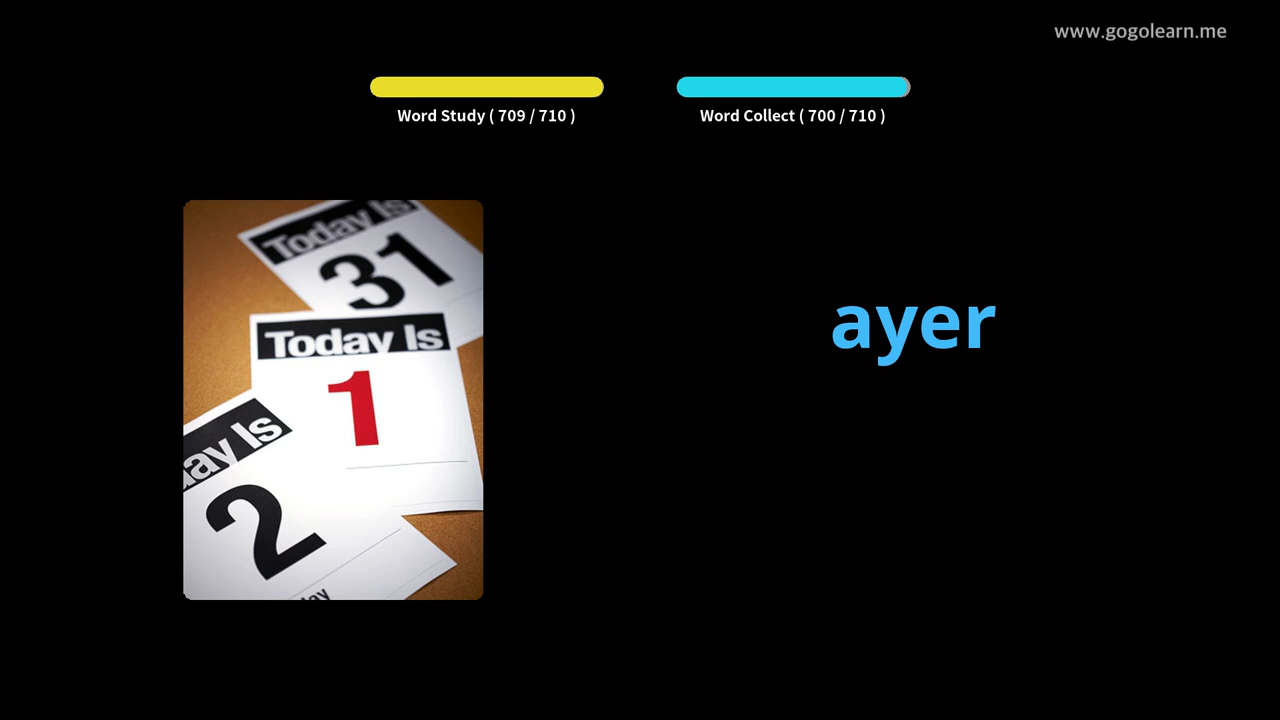 www.gogolearn.me
Word Study ( 709 / 710 )
Word Collect ( 700 / 710 )
Today Is
31
Today Is
1
ay Is
2
ayer